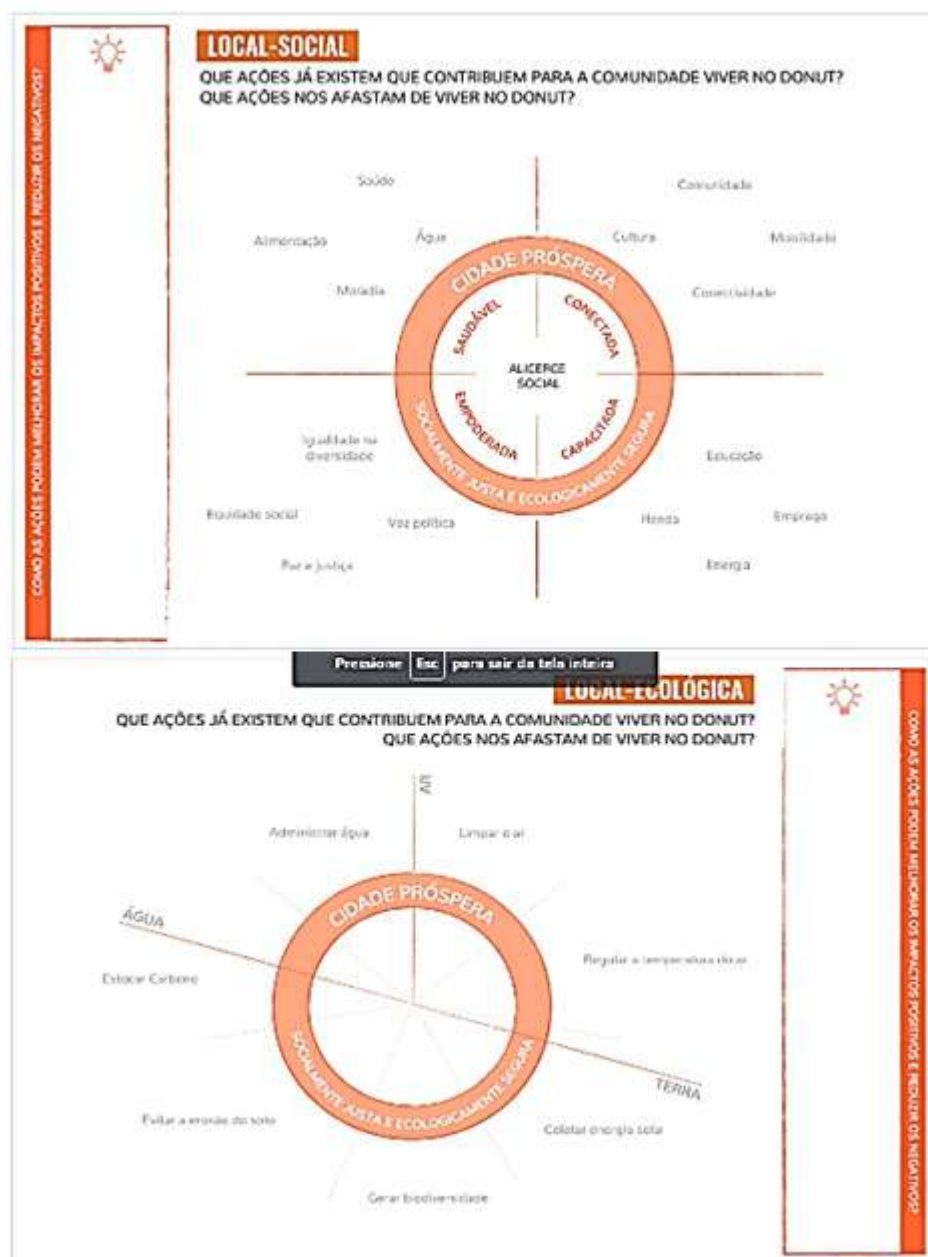 COMO AS AÇÕES PODEM MELHORAR OS IMPACTOS POSITIVOS E REDUZIR OS NEGATIVOS?
LOCAL-SOCIAL
QUE AÇÕES JÁ EXISTEM QUE CONTRIBUEM PARA A COMUNIDADE VIVER NO DONUT?
QUE AÇÕES NOS AFASTAM DE VIVER NO DONUT?
Saúde
Comunidade
Alimentação
Água
Cultura
Mobilidade
Moradia
Conectividade
CIDADE PRÓSPERA
SAUDÁVEL
CONECTADA
ALICERCE
SOCIAL
EMPODERADA
CAPACITADA
SOCIALMENTE JUSTA E ECOLOGICAMENTE SEGURA
Igualdade na
diversidade
Educação
Equidade social
Voz política
Renda
Emprego
Paz e justiça
Energia
Pressione Esc para sair da tela inteira
LOCAL-ECOLÓGICA
QUE AÇÕES JÁ EXISTEM QUE CONTRIBUEM PARA A COMUNIDADE VIVER NO DONUT?
QUE AÇÕES NOS AFASTAM DE VIVER NO DONUT?
Administrar água
Limpar o ar
CIDADE PRÓSPERA
ÁGUA
Estocar Carbono
Regular a temperatura do ar
SOCIALMENTE JUSTA E ECOLOGICAMENTE SEGURA
TERRA
Evitar a erosão do solo
Coletar energia solar
Gerar biodiversidade
COMO AS AÇÕES PODEM MELHORAR OS IMPACTOS POSITIVOS E REDUZIR OS NEGATIVOS?